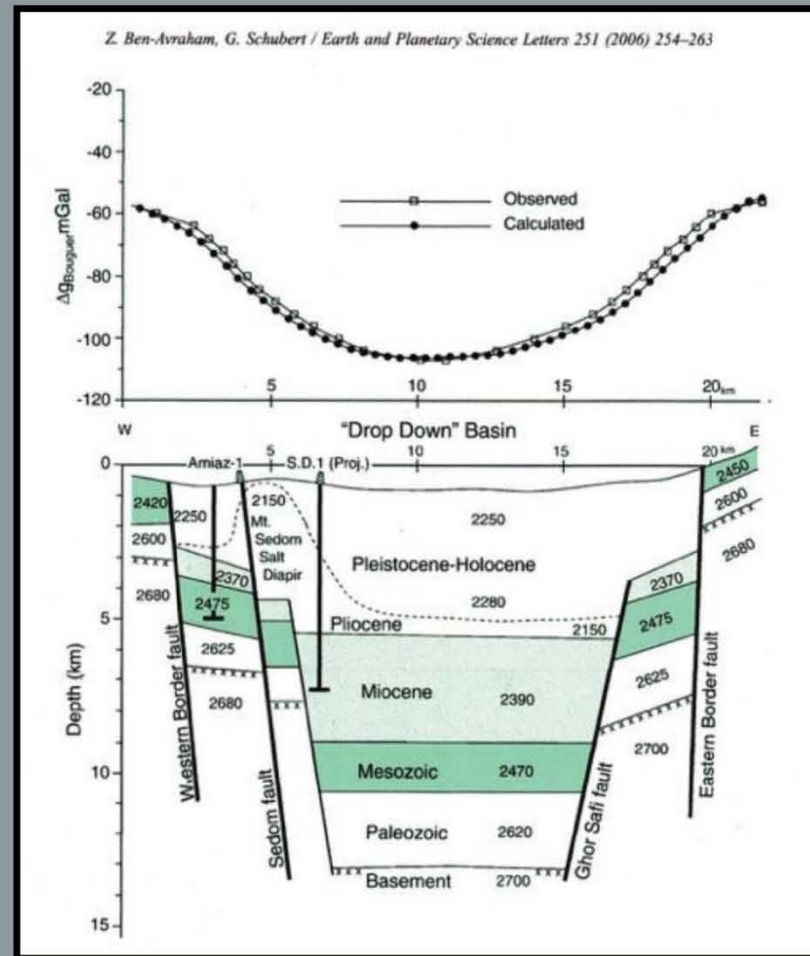 Z. Ben-Avraham, G. Schubert / Earth and Planetary Science Letters 251 (2006) 254–263
-20
-40
-60
-80
-100
-120
ΔgBouguer mGal
Observed
Calculated
5 10 15 20km
W "Drop Down" Basin E
5 10 15 20 km
Amiaz-1 S.D.1 (Proj.)
0
5
10
15
Depth (km)
2420
2600
2680
2250
2370
2475
2625
2680
2150
Mt.
Sedom
Salt
Diapir
2250
Pleistocene-Holocene
2280
Pliocene 2150
Miocene 2390
Mesozoic 2470
Paleozoic 2620
Basement 2700
2370
2475
2625
2700
2450
2600
2680
Western Border fault
Sedom fault
Ghor Safi fault
Eastern Border fault